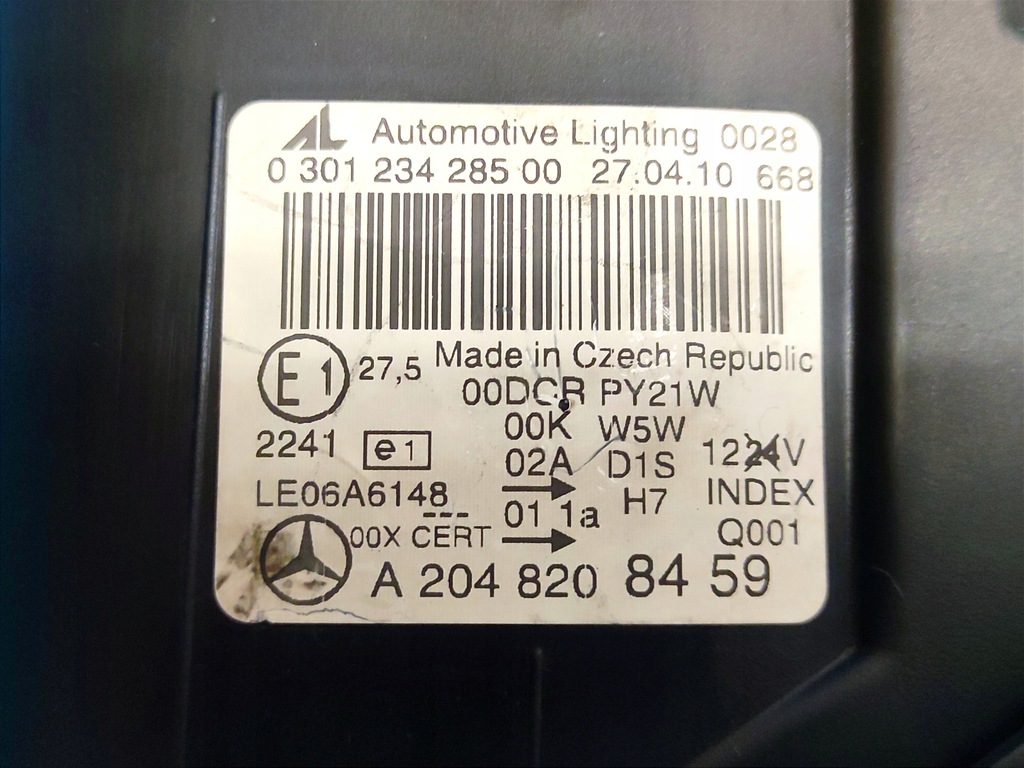 AL Automotive Lighting 0028
0 301 234 285 00 27.04.10 668
E1 27,5 Made in Czech Republic
00DCR PY21W
00K W5W
2241 e1 02A D1S 1224V
LE06A6148 H7 INDEX
01 1a
00X CERT Q001
A 204 820 84 59